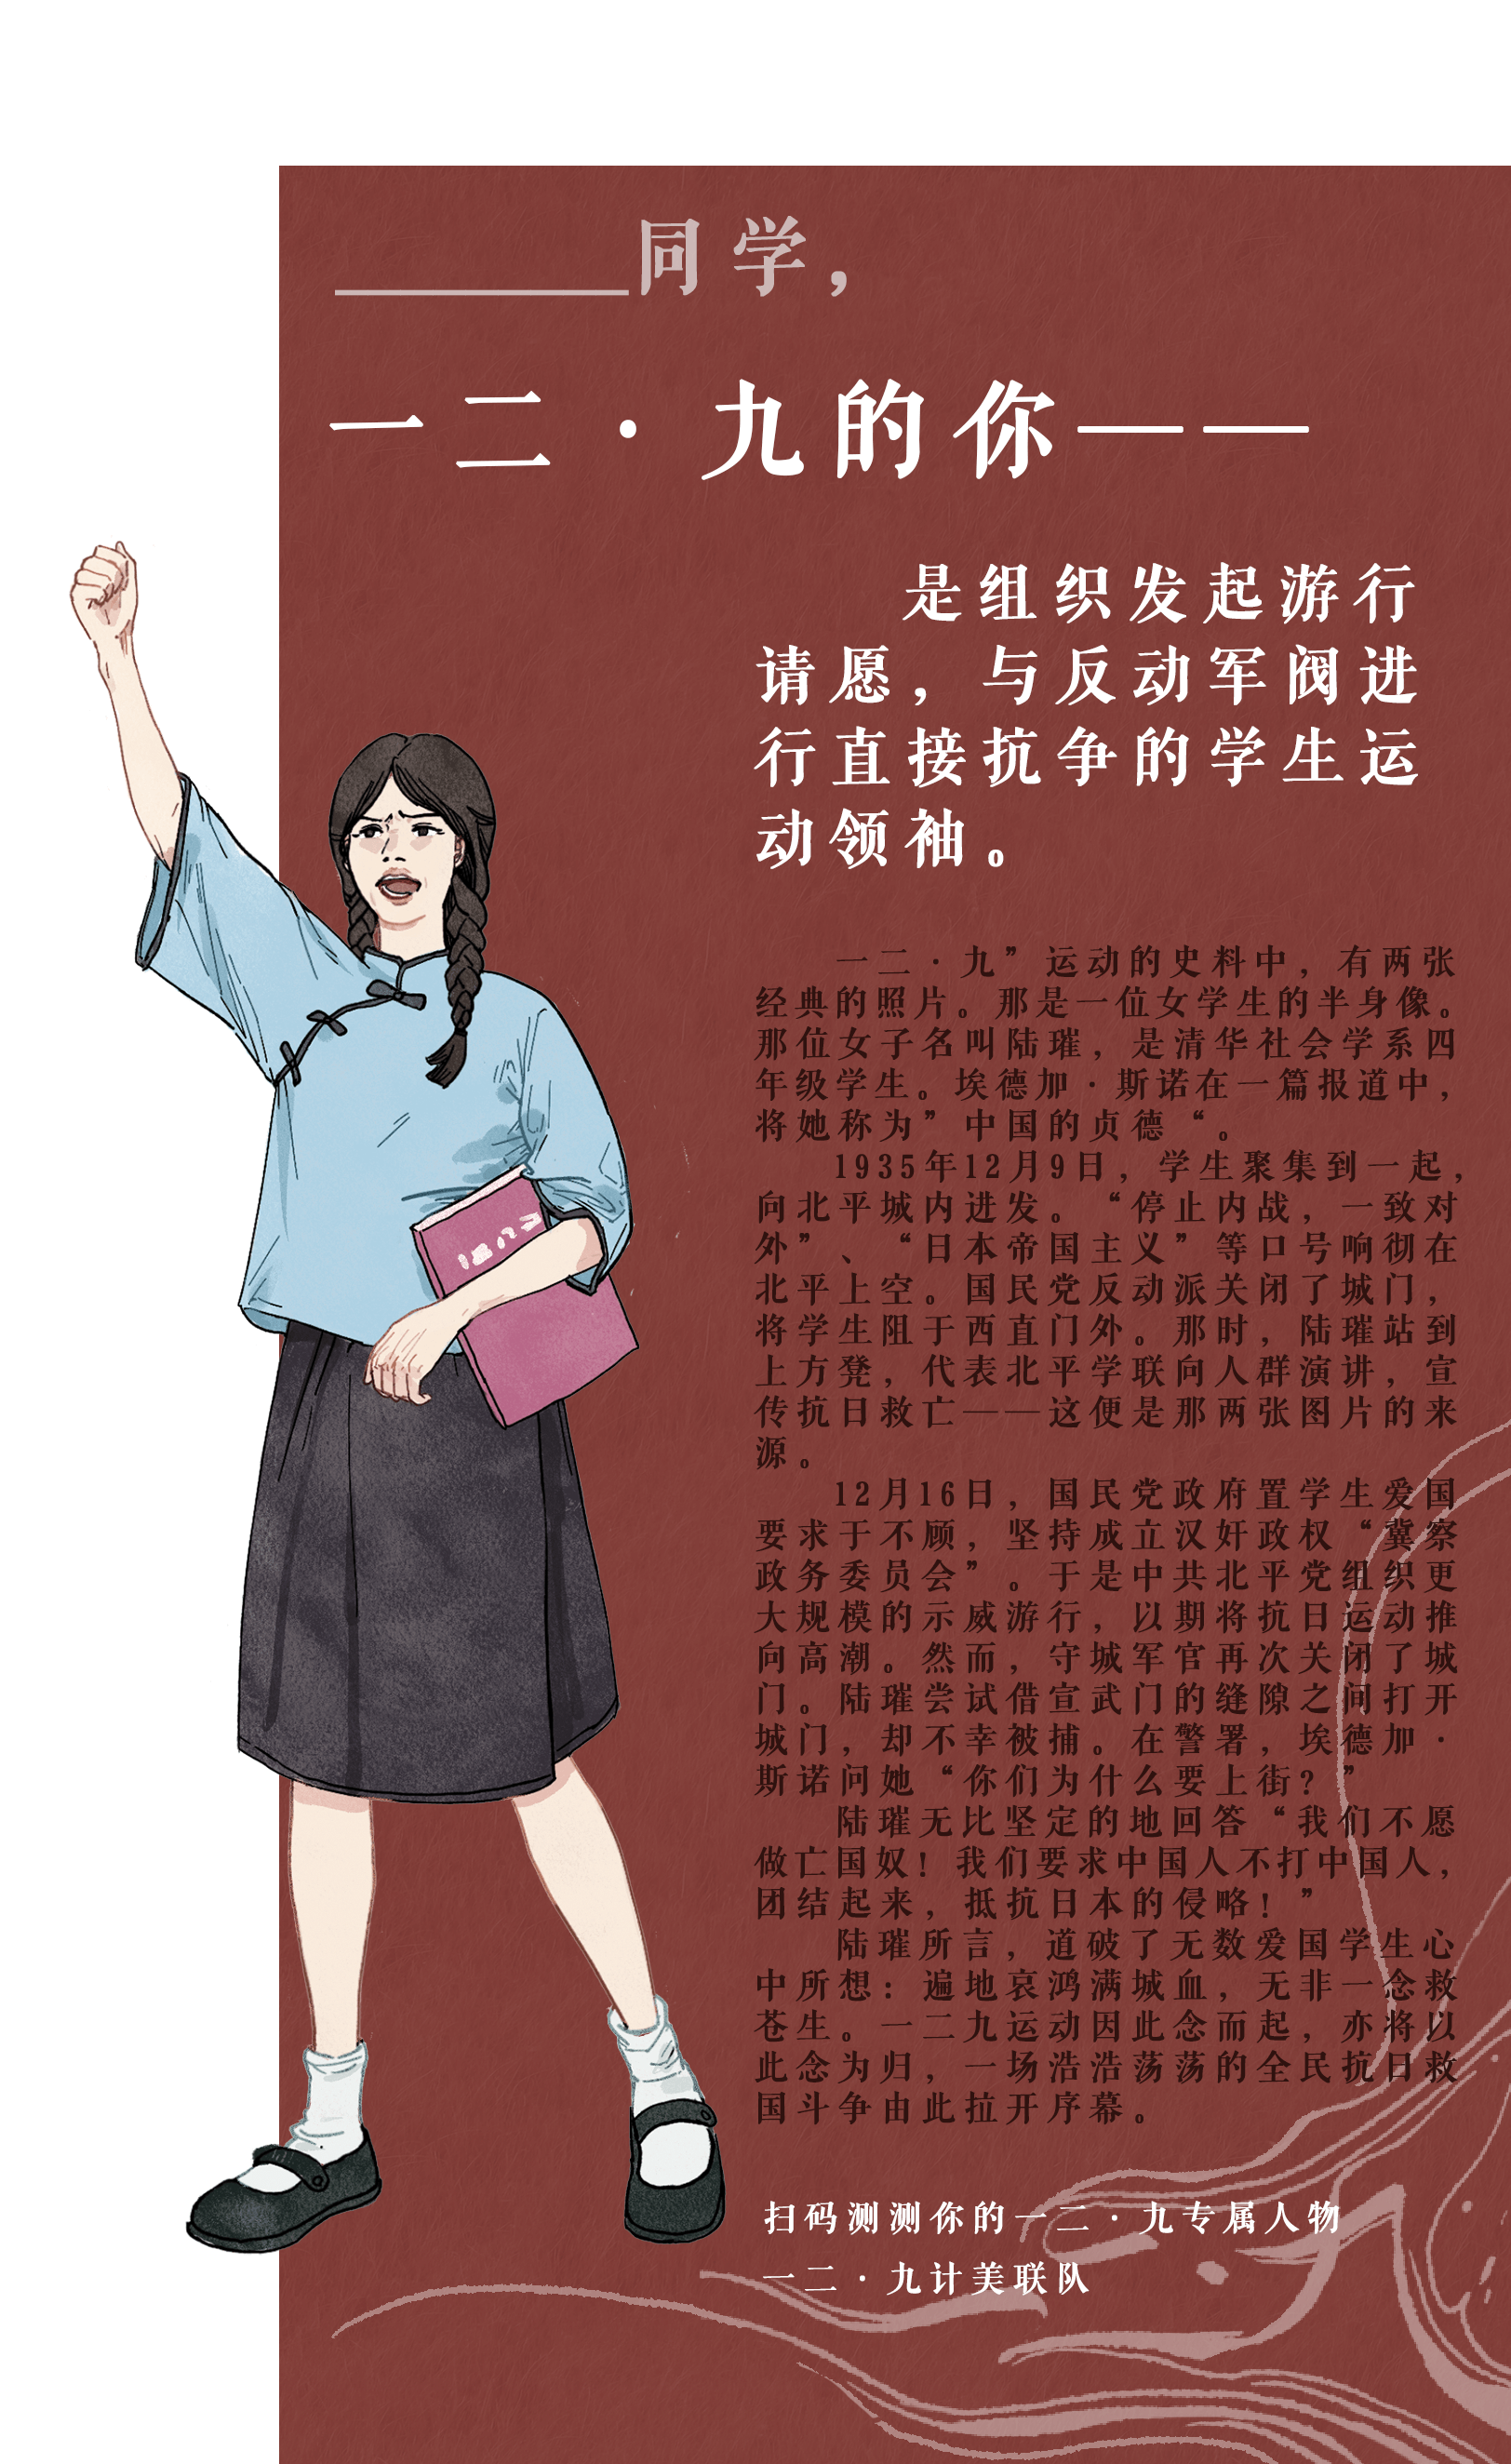 ________同学，
一二·九的你——
是组织发起游行
请愿，与反动军阀进
行直接抗争的学生运
动领袖。
一二·九”运动的史料中，有两张
经典的照片。那是一位女学生的半身像。
那位女子名叫陆璀，是清华社会学系四
年级学生。埃德加·斯诺在一篇报道中，
将她称为”中国的贞德“。
1935年12月9日，学生聚集到一起，
向北平城内进发。“停止内战，一致对
外”、“日本帝国主义”等口号响彻在
北平上空。国民党反动派关闭了城门，
将学生阻于西直门外。那时，陆璀站到
上方凳，代表北平学联向人群演讲，宣
传抗日救亡——这便是那两张图片的来
源。
12月16日，国民党政府置学生爱国
要求于不顾，坚持成立汉奸政权“冀察
政务委员会”。于是中共北平党组织更
大规模的示威游行，以期将抗日运动推
向高潮。然而，守城军官再次关闭了城
门。陆璀尝试借宣武门的缝隙之间打开
城门，却不幸被捕。在警署，埃德加·
斯诺问她“你们为什么要上街？”
陆璀无比坚定的地回答“我们不愿
做亡国奴！我们要求中国人不打中国人，
团结起来，抵抗日本的侵略！”
陆璀所言，道破了无数爱国学生心
中所想：遍地哀鸿满城血，无非一念救
苍生。一二九运动因此念而起，亦将以
此念为归，一场浩浩荡荡的全民抗日救
国斗争由此拉开序幕。
扫码测测你的一二·九专属人物
一二·九计美联队